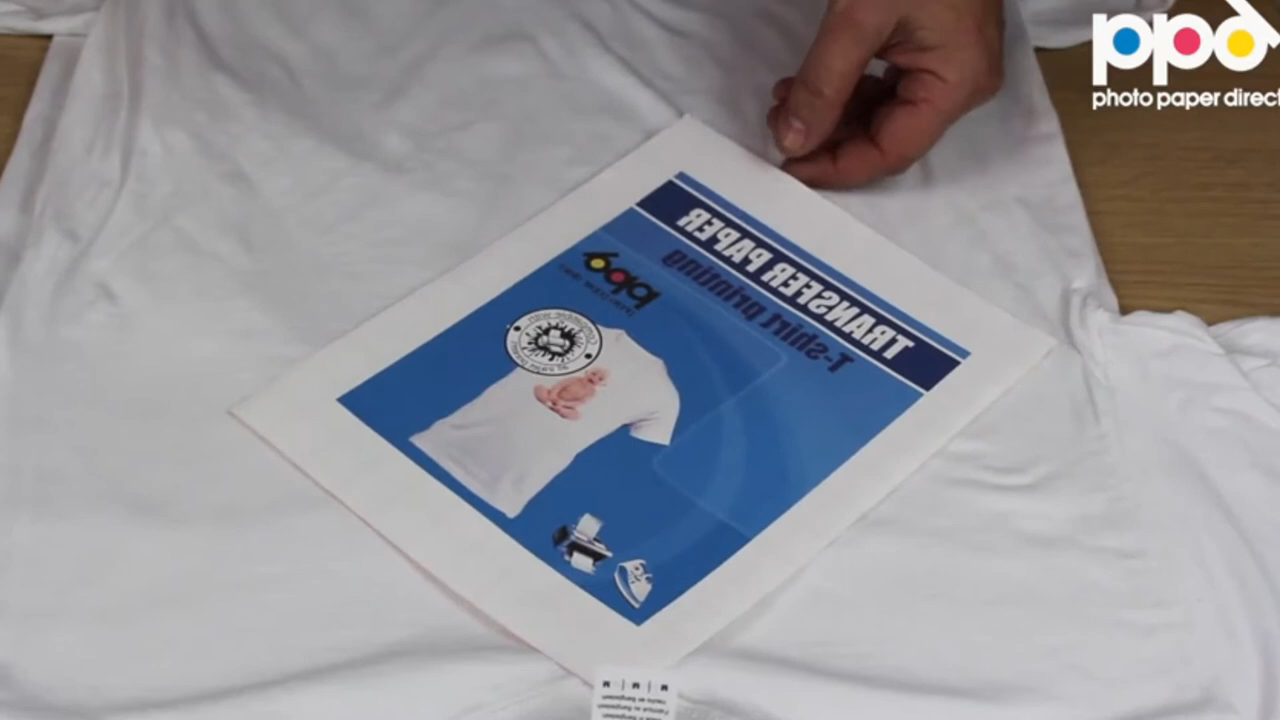 ppd
photo paper direct
TRANSFER PAPER
T-shirt printing
ppd
M | M | M